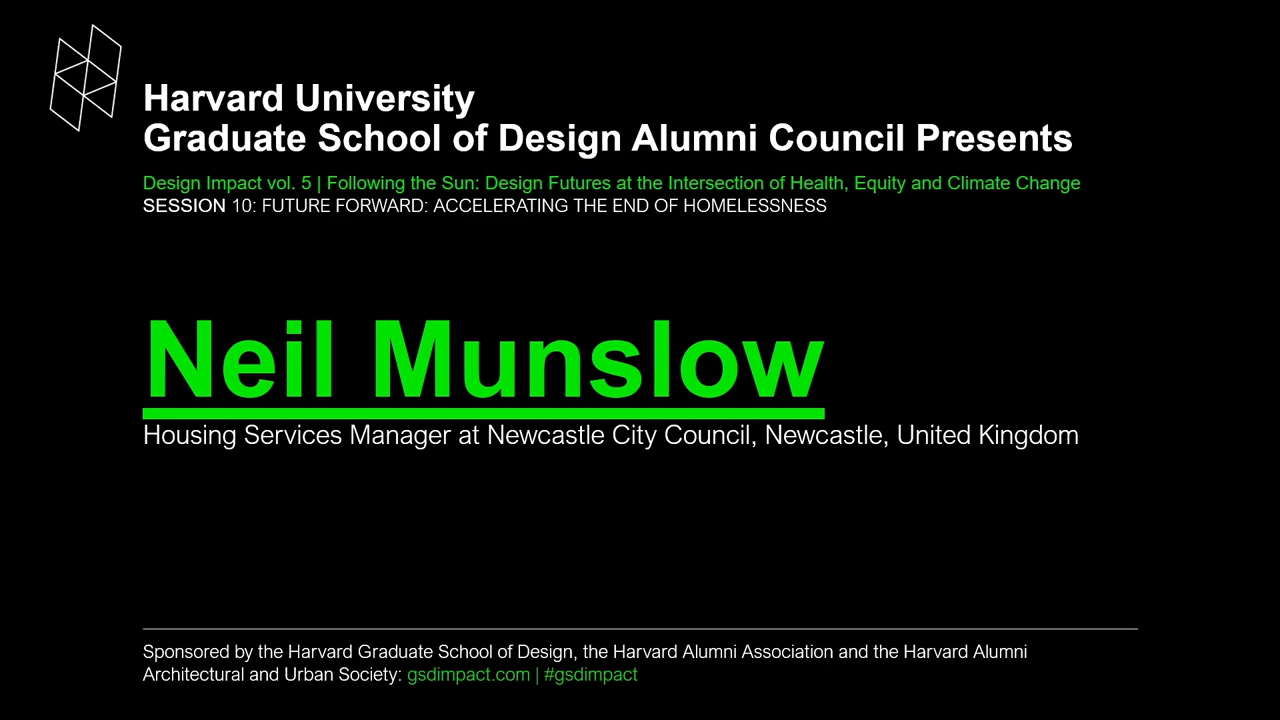 Harvard University
Graduate School of Design Alumni Council Presents
Design Impact vol. 5 | Following the Sun: Design Futures at the Intersection of Health, Equity and Climate Change
SESSION 10: FUTURE FORWARD: ACCELERATING THE END OF HOMELESSNESS
Neil Munslow
Housing Services Manager at Newcastle City Council, Newcastle, United Kingdom
Sponsored by the Harvard Graduate School of Design, the Harvard Alumni Association and the Harvard Alumni
Architectural and Urban Society: gsdimpact.com | #gsdimpact